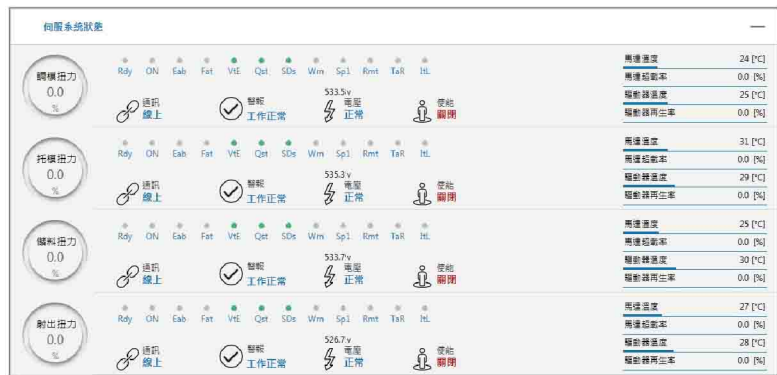 伺服系統狀態
調模扭力
0.0
%
Rdy ON Eab Fat VtE Qst SDs Wrn Sp1 Rmt TaR ItL
通訊
線上
警報
工作正常
533.5v
電壓
正常
使能
關閉
馬達溫度 24 [°C]
馬達超載率 0.0 [%]
驅動器溫度 25 [°C]
驅動器再生率 0.0 [%]
托模扭力
0.0
%
Rdy ON Eab Fat VtE Qst SDs Wrn Sp1 Rmt TaR ItL
通訊
線上
警報
工作正常
535.3v
電壓
正常
使能
關閉
馬達溫度 31 [°C]
馬達超載率 0.0 [%]
驅動器溫度 29 [°C]
驅動器再生率 0.0 [%]
儲料扭力
0.0
%
Rdy ON Eab Fat VtE Qst SDs Wrn Sp1 Rmt TaR ItL
通訊
線上
警報
工作正常
533.7v
電壓
正常
使能
關閉
馬達溫度 25 [°C]
馬達超載率 0.0 [%]
驅動器溫度 30 [°C]
驅動器再生率 0.0 [%]
射出扭力
0.0
%
Rdy ON Eab Fat VtE Qst SDs Wrn Sp1 Rmt TaR ItL
通訊
線上
警報
工作正常
526.7v
電壓
正常
使能
關閉
馬達溫度 27 [°C]
馬達超載率 0.0 [%]
驅動器溫度 28 [°C]
驅動器再生率 0.0 [%]